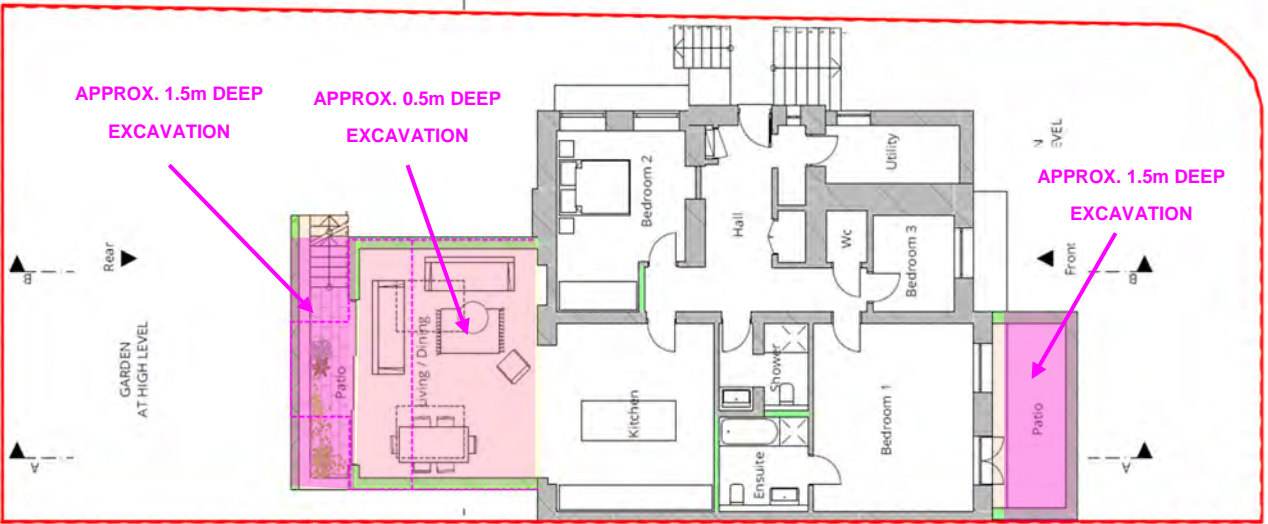 APPROX. 1.5m DEEP
EXCAVATION
APPROX. 0.5m DEEP
EXCAVATION
APPROX. 1.5m DEEP
EXCAVATION
EVEL
Rear
Front
B
B
GARDEN
AT HIGH LEVEL
Patio
Living / Dining
Bedroom 2
Hall
Utility
Wc
Bedroom 3
Kitchen
Shower
Ensuite
Bedroom 1
Patio
A
A